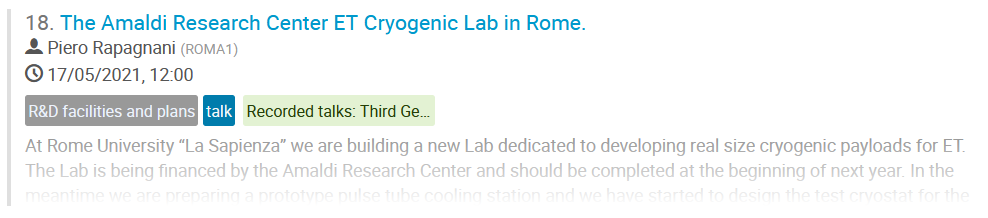 18. The Amaldi Research Center ET Cryogenic Lab in Rome.
Piero Rapagnani (ROMA1)
17/05/2021, 12:00
R&D facilities and plans talk Recorded talks: Third Ge...
At Rome University “La Sapienza” we are building a new Lab dedicated to developing real size cryogenic payloads for ET.
The Lab is being financed by the Amaldi Research Center and should be completed at the beginning of next year. In the
meantime we are preparing a prototype pulse tube cooling station and we have started to design the test cryostat for the